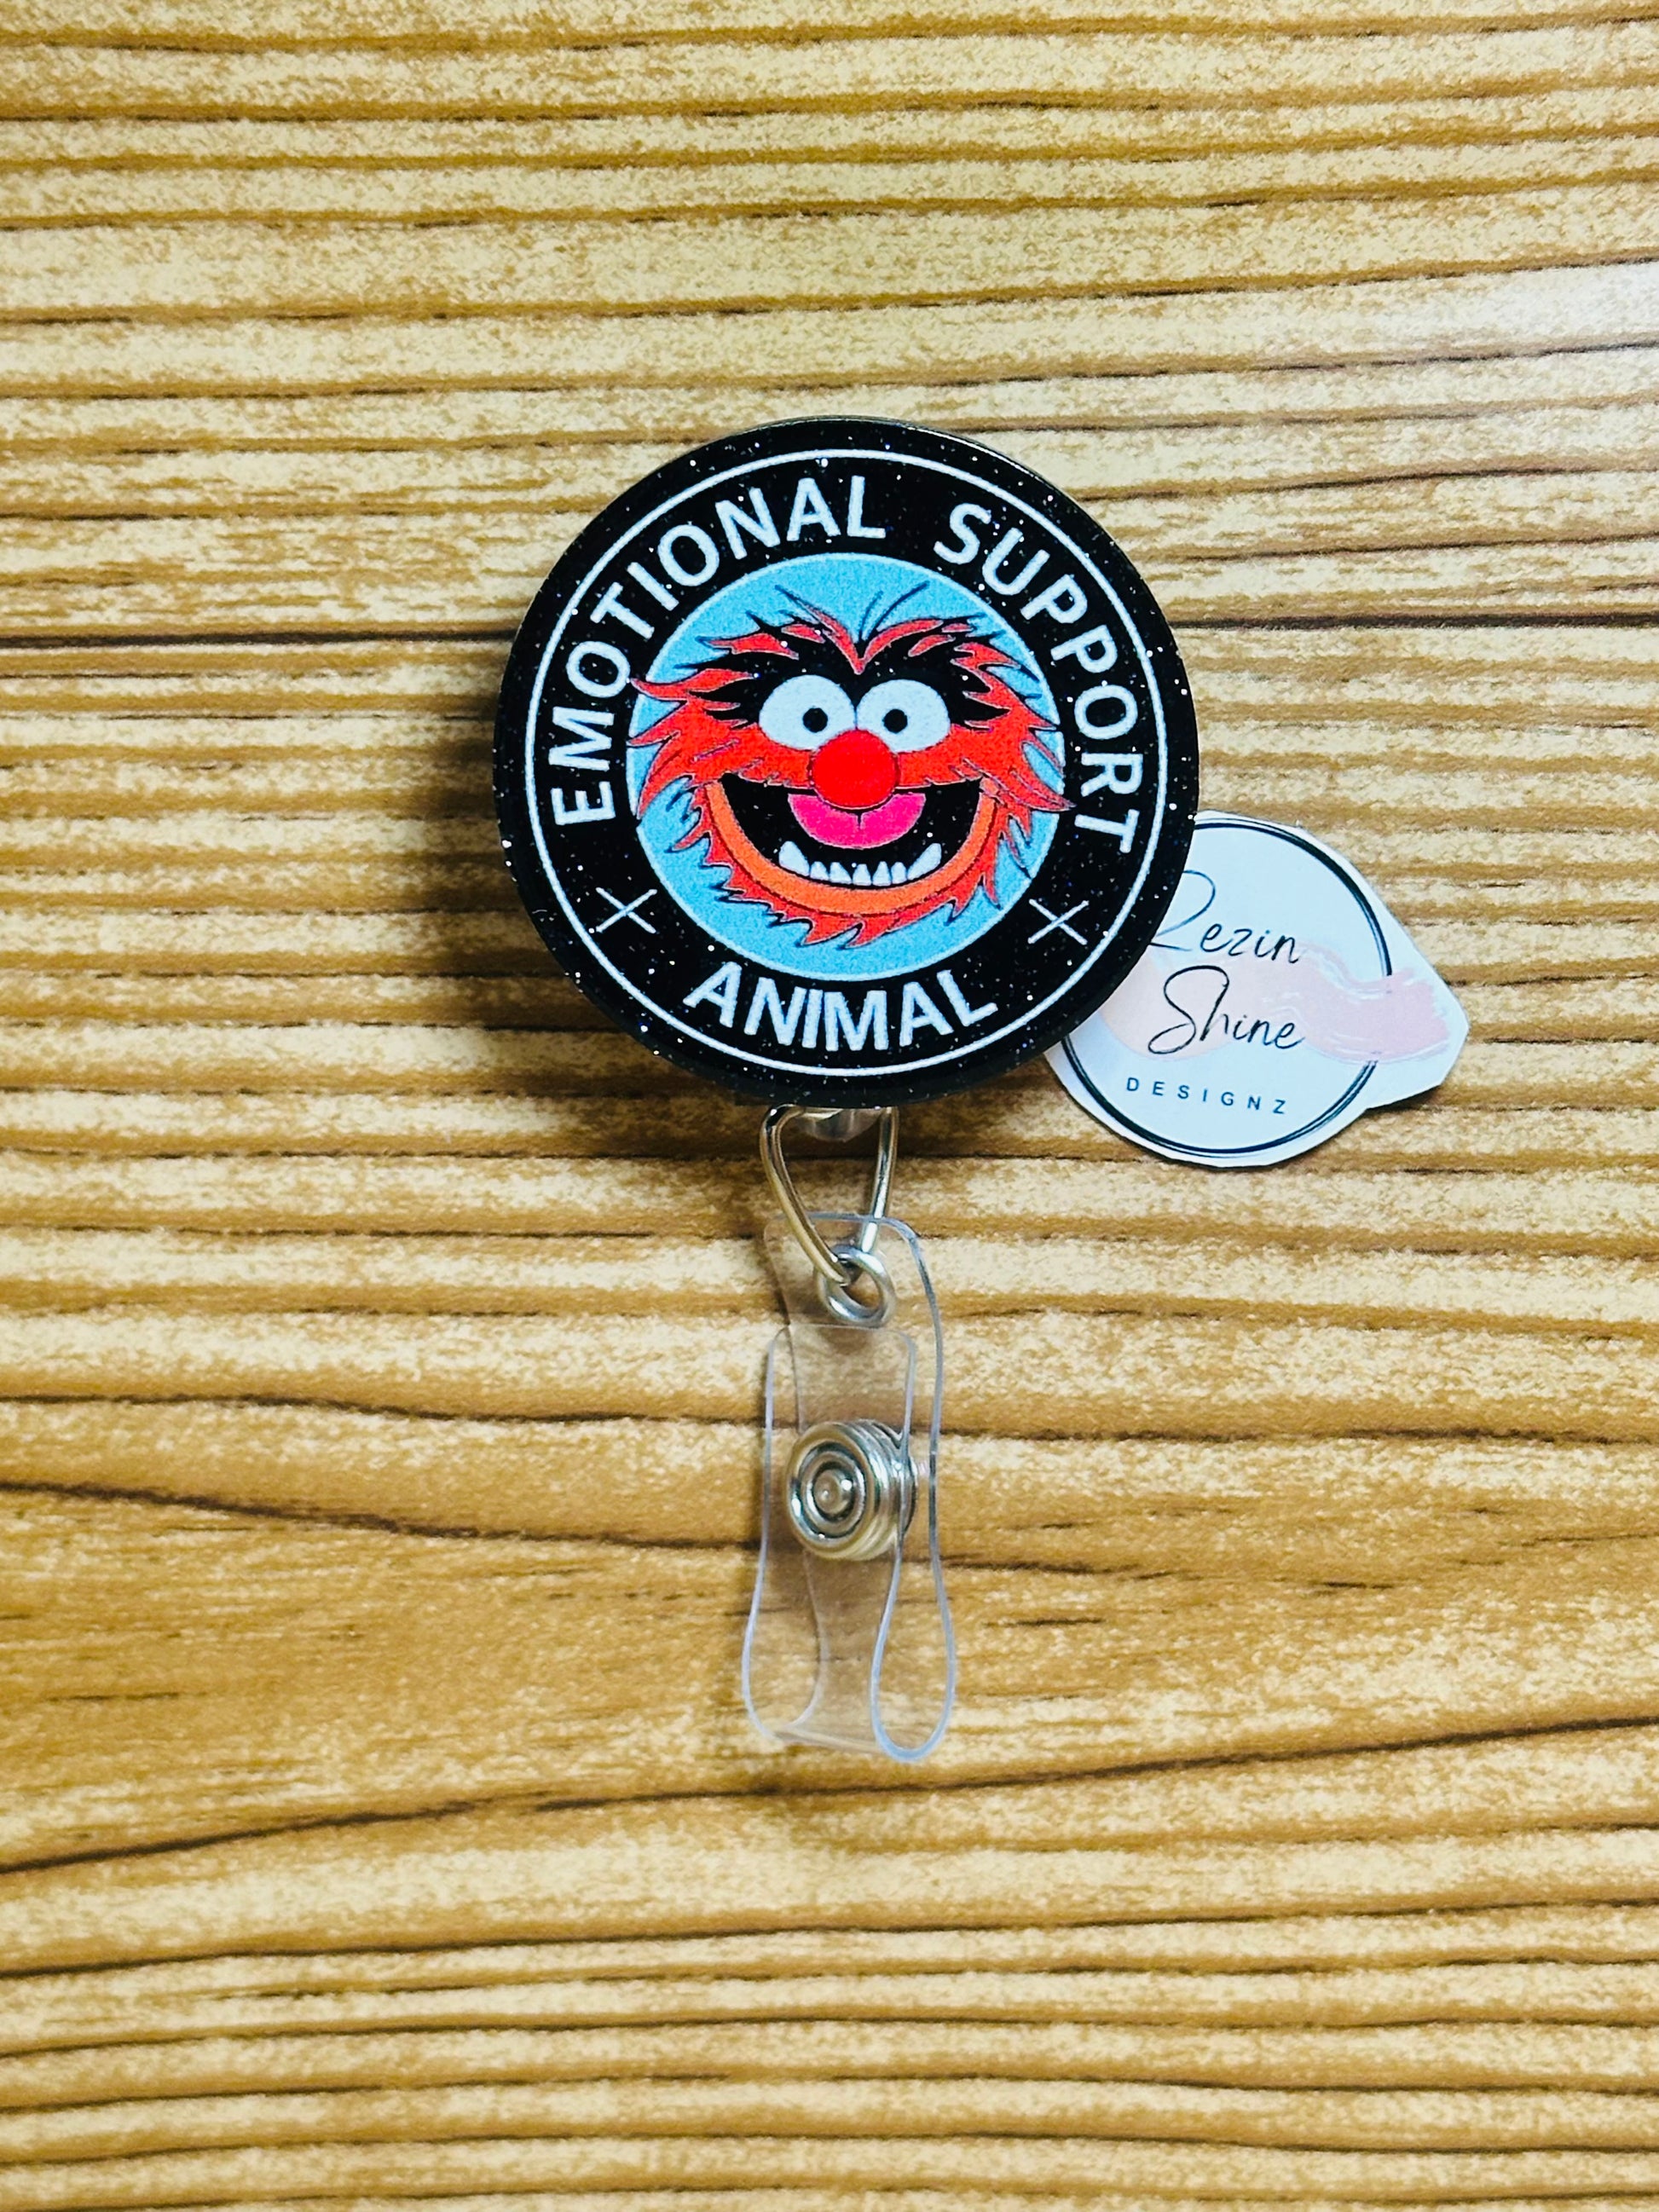 EMOTIONAL SUPPORT
ANIMAL
Rezin
Shine
DESIGNZ